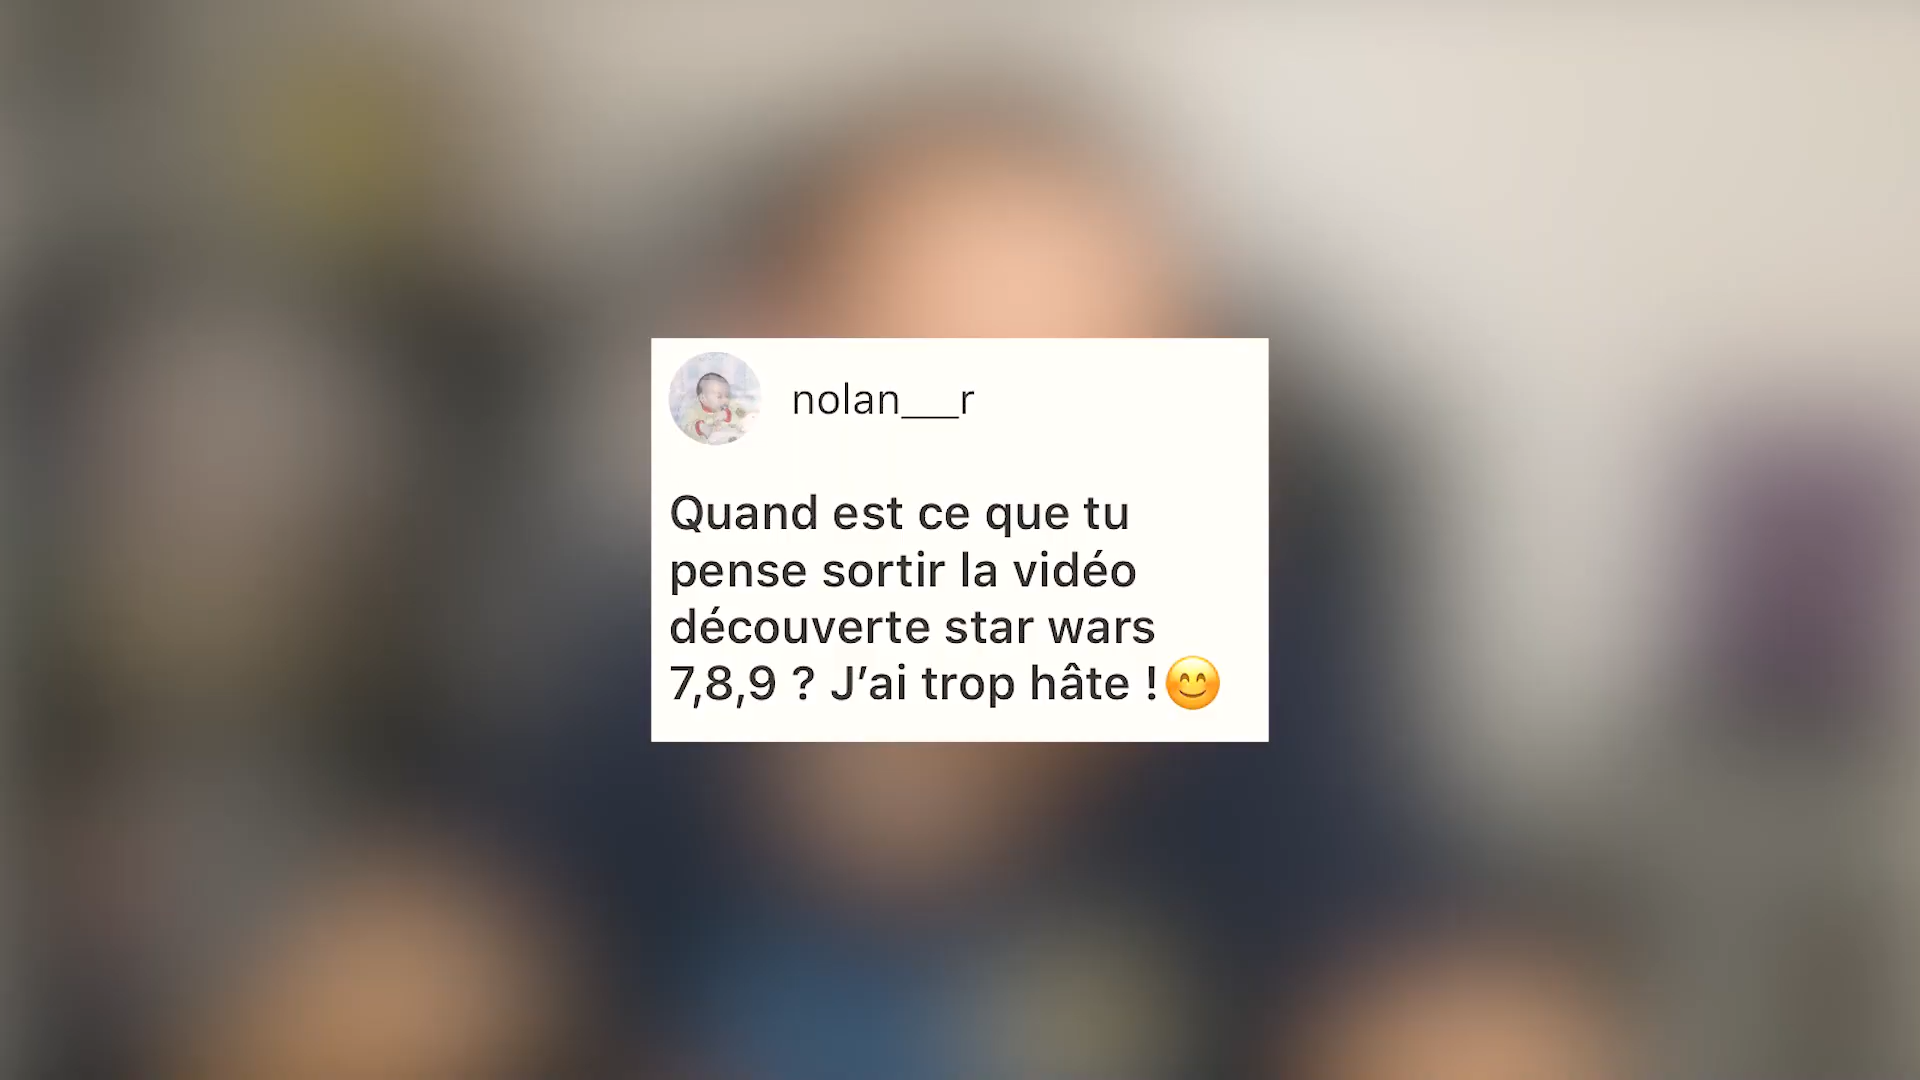 nolan___r
Quand est ce que tu
pense sortir la vidéo
découverte star wars
7,8,9 ? J’ai trop hâte !😊